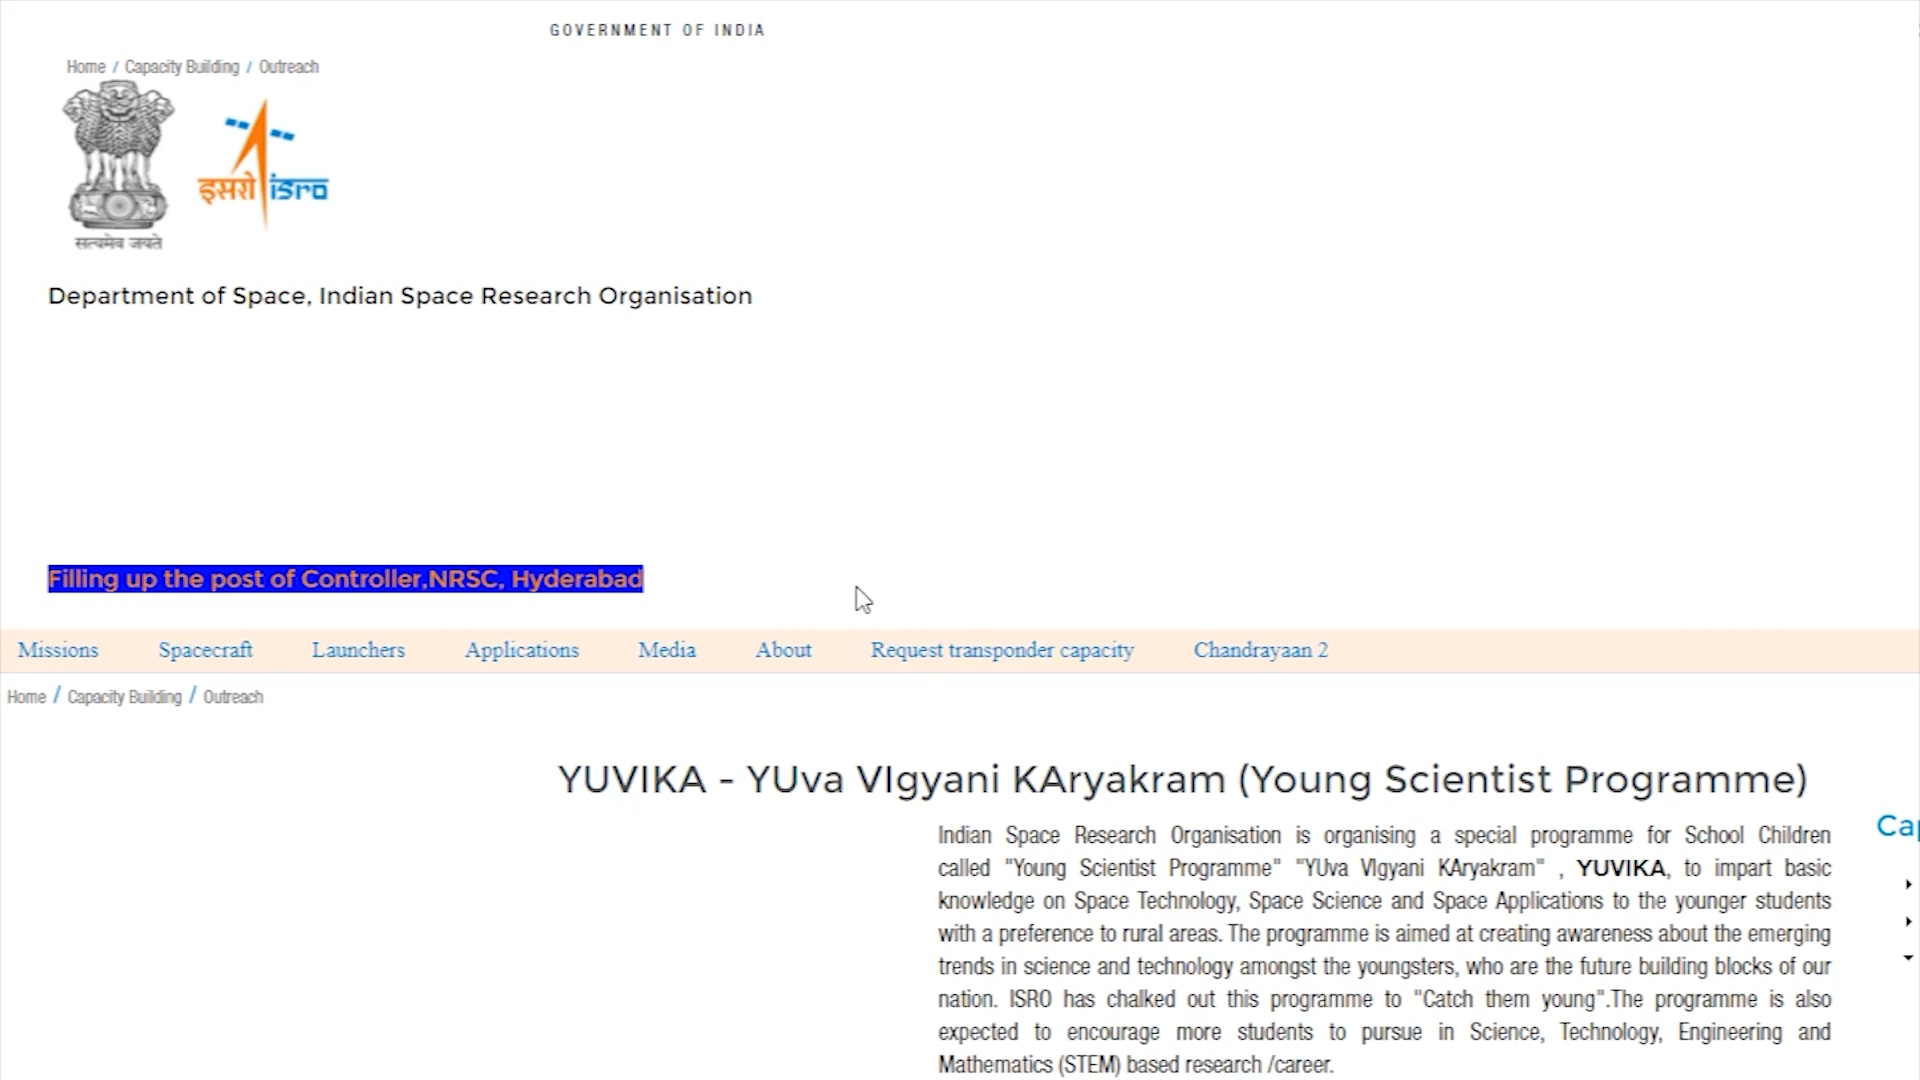 GOVERNMENT OF INDIA
Home / Capacity Building / Outreach
सत्यमेव जयते
इसरो isro
Department of Space, Indian Space Research Organisation
Filling up the post of Controller,NRSC, Hyderabad
Missions Spacecraft Launchers Applications Media About Request transponder capacity Chandrayaan 2
Home / Capacity Building / Outreach
YUVIKA - YUva VIgyani KAryakram (Young Scientist Programme)
Indian Space Research Organisation is organising a special programme for School Children
called "Young Scientist Programme" "YUva VIgyani KAryakram" , YUVIKA, to impart basic
knowledge on Space Technology, Space Science and Space Applications to the younger students
with a preference to rural areas. The programme is aimed at creating awareness about the emerging
trends in science and technology amongst the youngsters, who are the future building blocks of our
nation. ISRO has chalked out this programme to "Catch them young".The programme is also
expected to encourage more students to pursue in Science, Technology, Engineering and
Mathematics (STEM) based research /career.